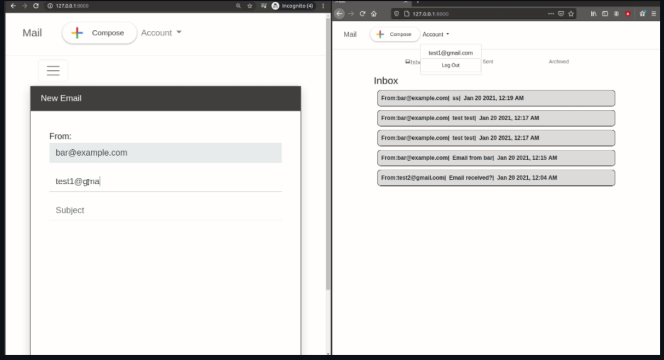 127.0.0.1:8000
Incognito (4)
Mail
Compose
Account
New Email
From:
bar@example.com
test1@gma
Subject
127.0.0.1:8000
Mail
Compose
Account
test1@gmail.com
Log Out
Sent
Archived
Inbox
From:bar@example.com| ss| Jan 20 2021, 12:19 AM
From:bar@example.com| test test| Jan 20 2021, 12:17 AM
From:bar@example.com| test test| Jan 20 2021, 12:17 AM
From:bar@example.com| Email from bar| Jan 20 2021, 12:15 AM
From:test2@gmail.com| Email received?| Jan 20 2021, 12:04 AM